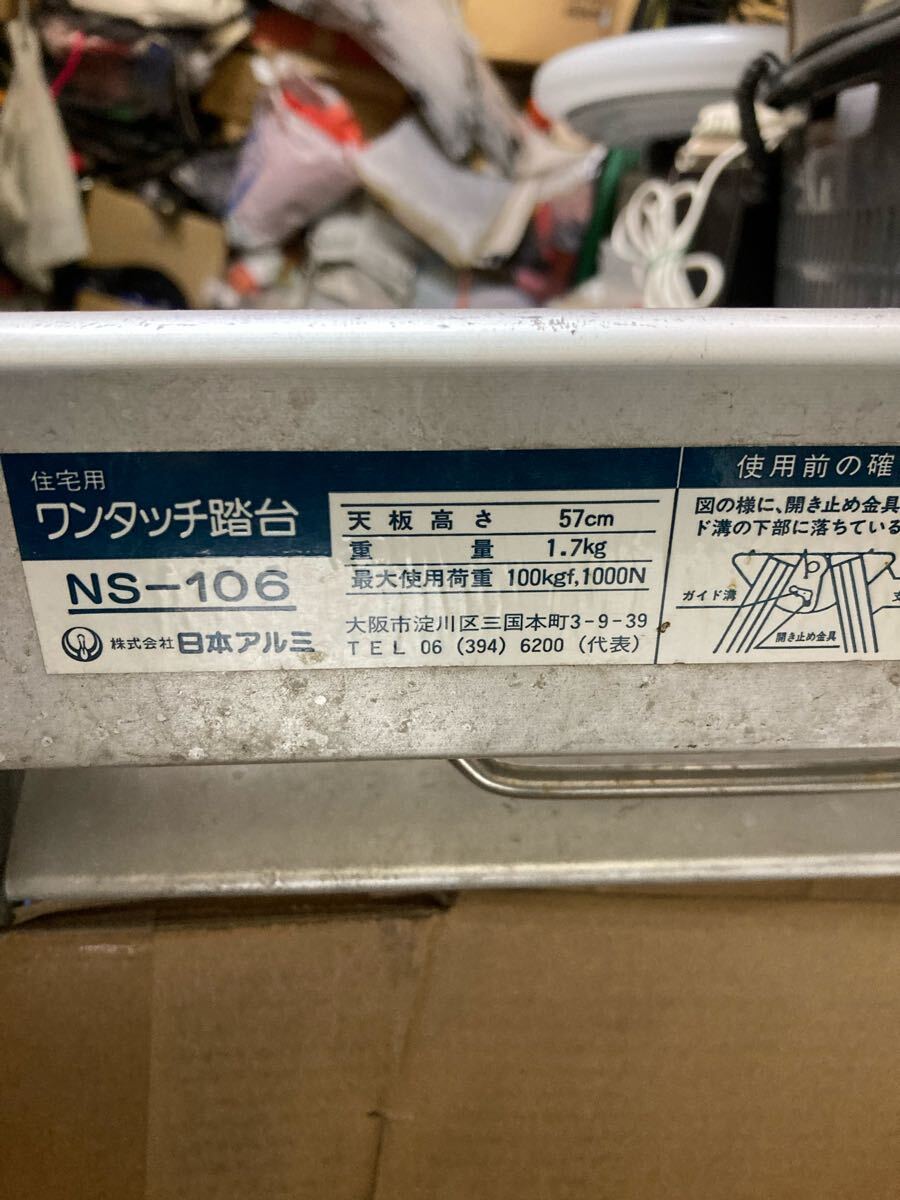 住宅用
ワンタッチ踏台
NS-106
株式会社 日本アルミ
天板高さ 57cm
重量 1.7kg
最大使用荷重 100kgf,1000N
大阪市淀川区三国本町3-9-39
TEL 06 (394) 6200 (代表)
使用前の確
図の様に、開き止め金具
ド溝の下部に落ちている
ガイド溝
開き止め金具